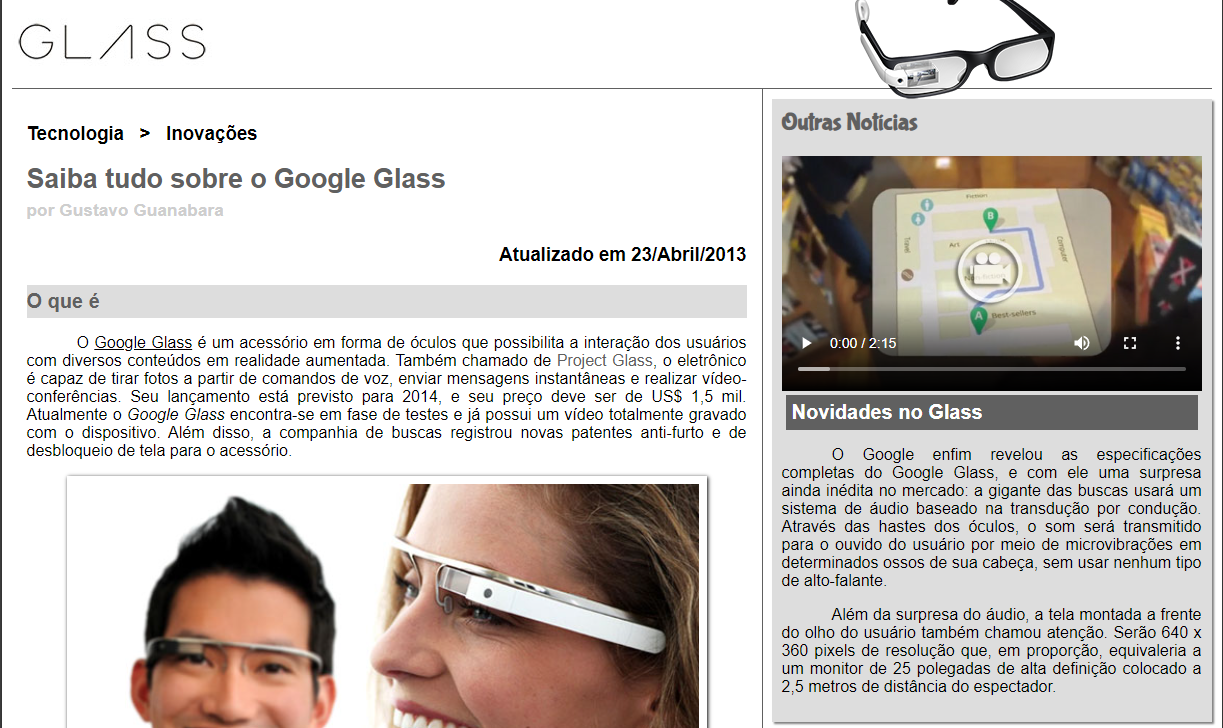 GLASS
Tecnologia > Inovações
Saiba tudo sobre o Google Glass
por Gustavo Guanabara
Atualizado em 23/Abril/2013
O que é
O Google Glass é um acessório em forma de óculos que possibilita a interação dos usuários
com diversos conteúdos em realidade aumentada. Também chamado de Project Glass, o eletrônico
é capaz de tirar fotos a partir de comandos de voz, enviar mensagens instantâneas e realizar vídeo-
conferências. Seu lançamento está previsto para 2014, e seu preço deve ser de US$ 1,5 mil.
Atualmente o Google Glass encontra-se em fase de testes e já possui um vídeo totalmente gravado
com o dispositivo. Além disso, a companhia de buscas registrou novas patentes anti-furto e de
desbloqueio de tela para o acessório.
Outras Notícias
Fiction
B
Travel
Art
Computer
A
Best-sellers
0:00 / 2:15
Novidades no Glass
O Google enfim revelou as especificações
completas do Google Glass, e com ele uma surpresa
ainda inédita no mercado: a gigante das buscas usará um
sistema de áudio baseado na transdução por condução.
Através das hastes dos óculos, o som será transmitido
para o ouvido do usuário por meio de microvibrações em
determinados ossos de sua cabeça, sem usar nenhum tipo
de alto-falante.
Além da surpresa do áudio, a tela montada a frente
do olho do usuário também chamou atenção. Serão 640 x
360 pixels de resolução que, em proporção, equivaleria a
um monitor de 25 polegadas de alta definição colocado a
2,5 metros de distância do espectador.